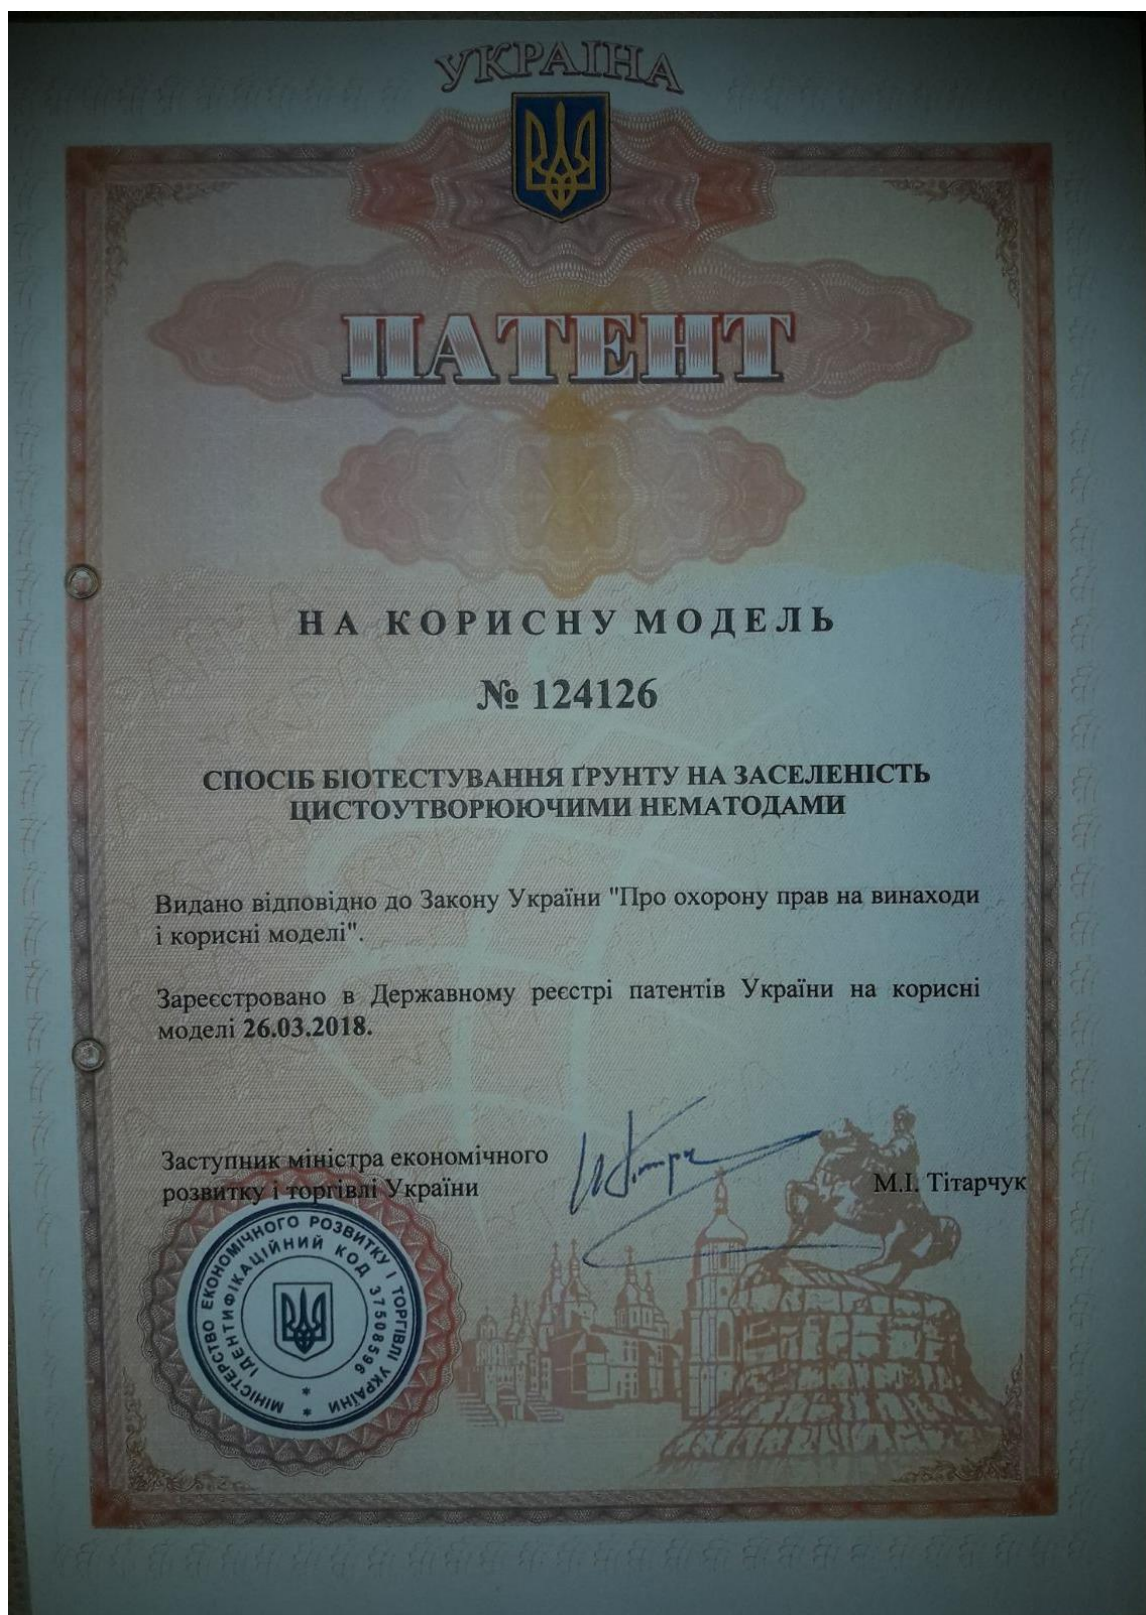 УКРАЇНА
ПАТЕНТ
НА КОРИСНУ МОДЕЛЬ
№ 124126
СПОСІБ БІОТЕСТУВАННЯ ҐРУНТУ НА ЗАСЕЛЕНІСТЬ
ЦИСТОУТВОРЮЮЧИМИ НЕМАТОДАМИ
Видано відповідно до Закону України "Про охорону прав на винаходи
і корисні моделі".
Зареєстровано в Державному реєстрі патентів України на корисні
моделі 26.03.2018.
Заступник міністра економічного
розвитку і торгівлі України
М.І. Тітарчук
МІНІСТЕРСТВО ЕКОНОМІЧНОГО РОЗВИТКУ І ТОРГІВЛІ УКРАЇНИ *
ІДЕНТИФІКАЦІЙНИЙ КОД 37508596 *